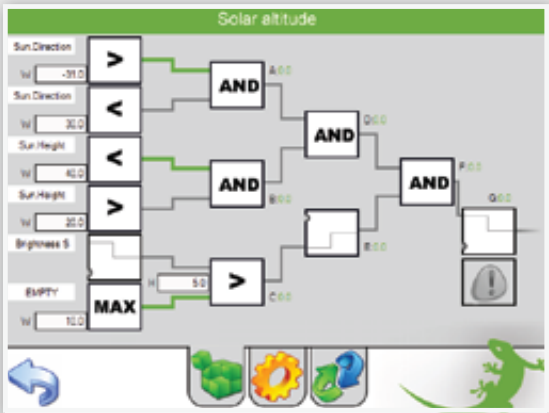 Solar altitude
Sun.Direction
>
W -31.0
AND
A:0.0
Sun.Direction
<
W 30.0
AND
D:0.0
Sun.Height
<
W 40.0
AND
F:0.0
AND
B:0.0
Sun.Height
>
W 20.0
G:0.0
Brightness S
E:0.0
H 5.0
>
EMPTY
MAX
C:0.0
W 10.0